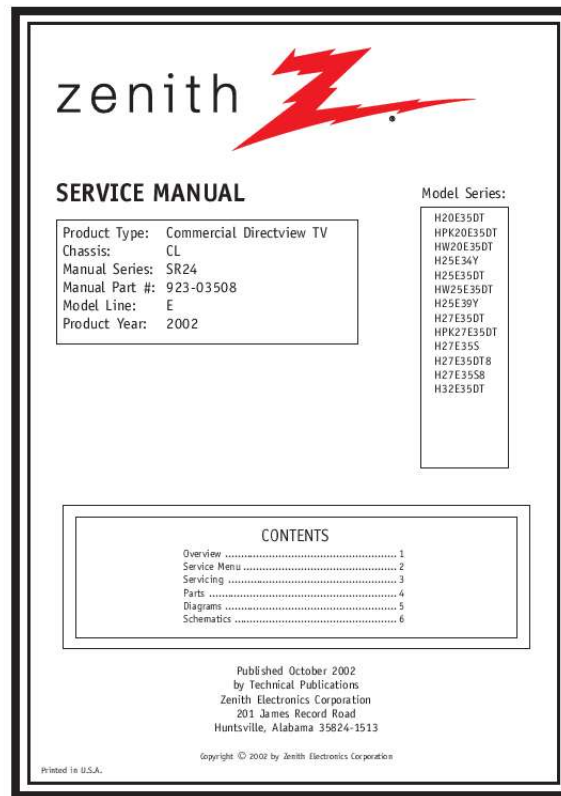 zenith
®
SERVICE MANUAL
Product Type: Commercial Directview TV
Chassis: CL
Manual Series: SR24
Manual Part #: 923-03508
Model Line: E
Product Year: 2002
Model Series:
H20E35DT
HPK20E35DT
HW20E35DT
H25E34Y
H25E35DT
HW25E35DT
H25E39Y
H27E35DT
HPK27E35DT
H27E35S
H27E35DT8
H27E35S8
H32E35DT
CONTENTS
Overview ........................................................ 1
Service Menu ................................................. 2
Servicing ....................................................... 3
Parts ............................................................. 4
Diagrams ....................................................... 5
Schematics ..................................................... 6
Published October 2002
by Technical Publications
Zenith Electronics Corporation
201 James Record Road
Huntsville, Alabama 35824-1513
Copyright © 2002 by Zenith Electronics Corporation
Printed in U.S.A.